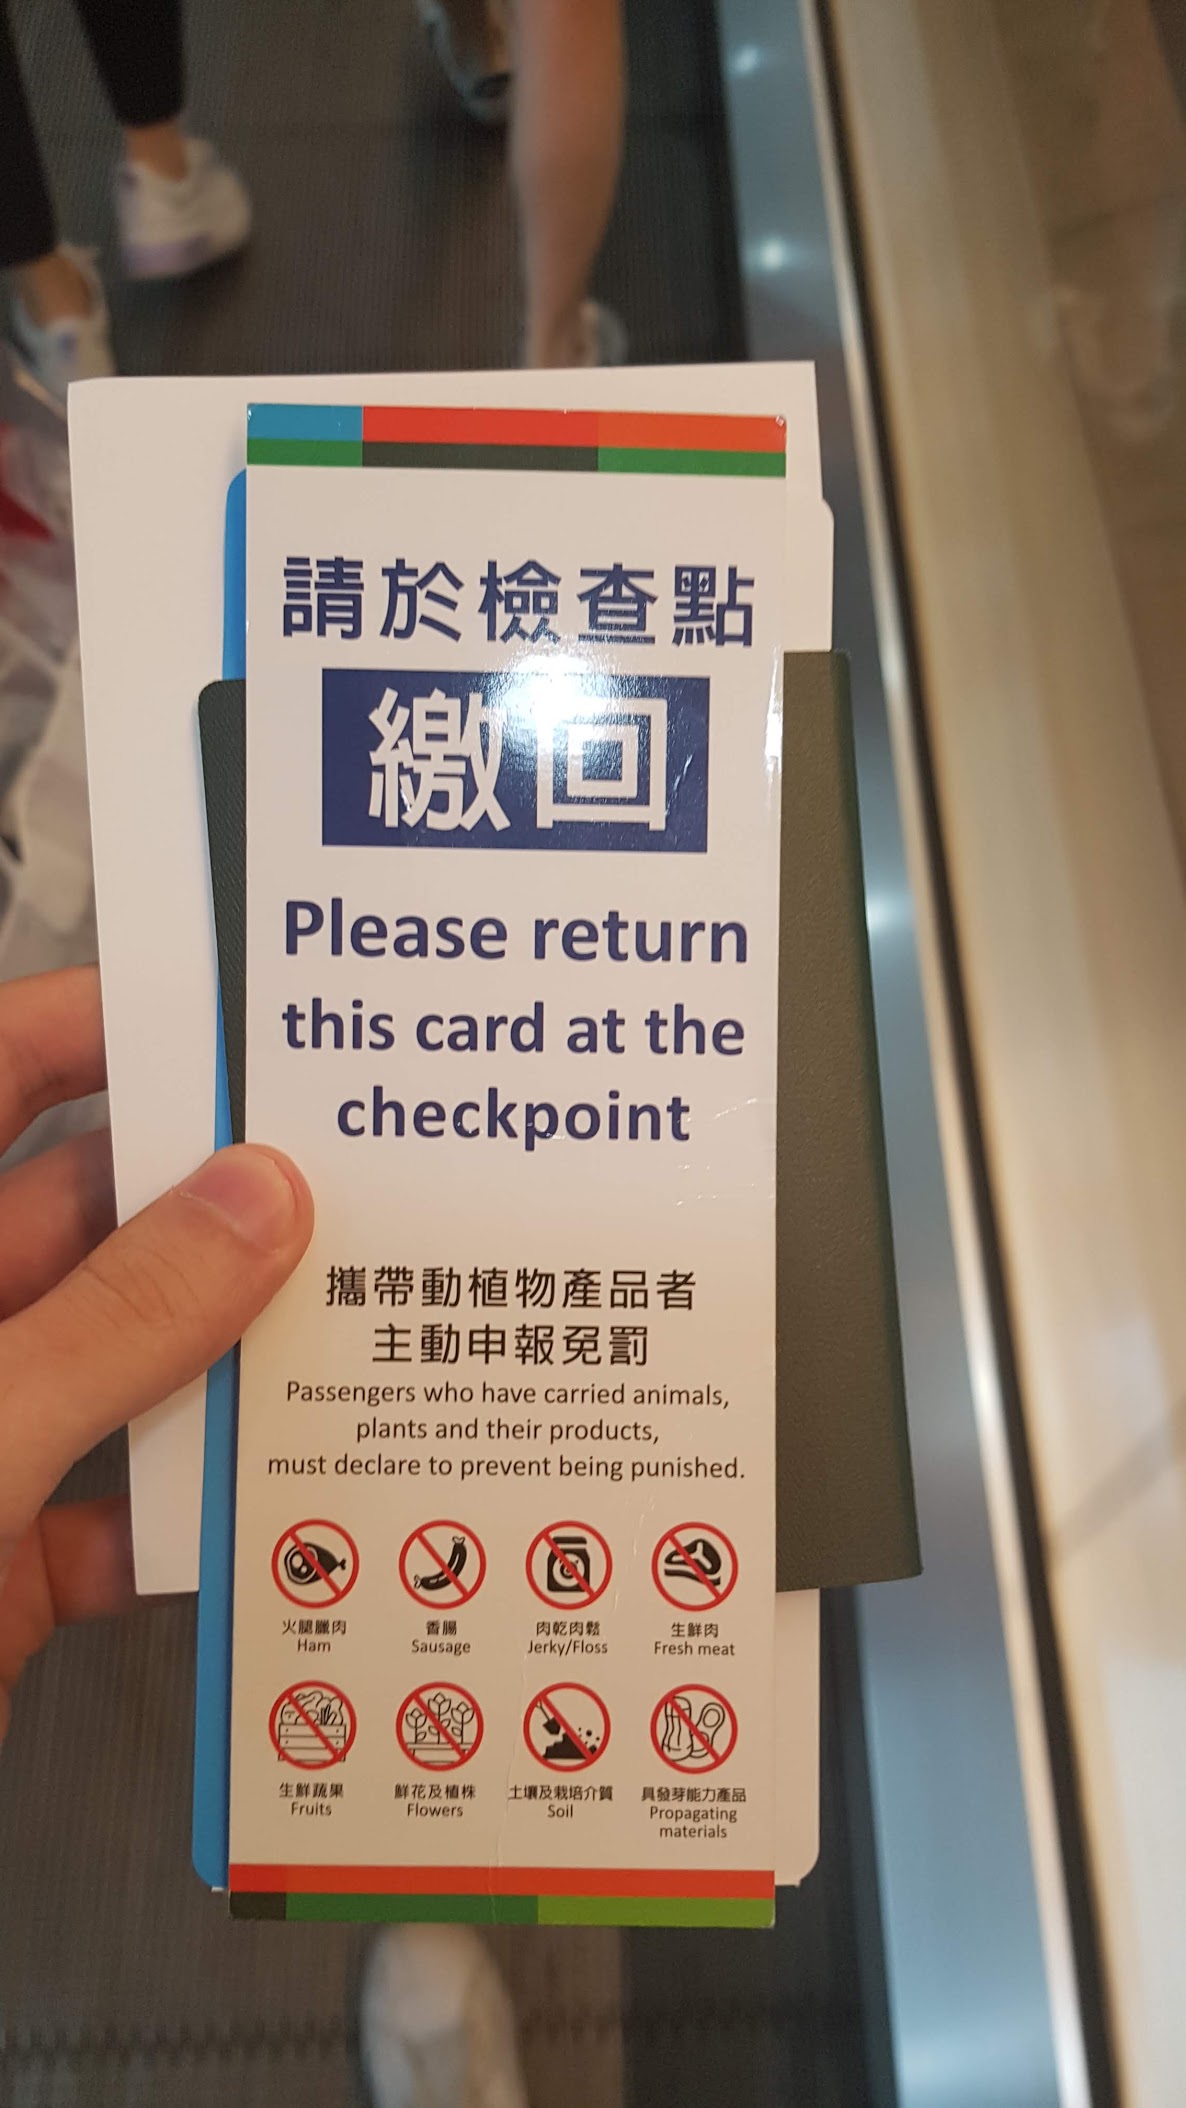 請於檢查點
繳回
Please return
this card at the
checkpoint
攜帶動植物產品者
主動申報免罰
Passengers who have carried animals,
plants and their products,
must declare to prevent being punished.
火腿臘肉
Ham
香腸
Sausage
肉乾肉鬆
Jerky/Floss
生鮮肉
Fresh meat
生鮮蔬果
Fruits
鮮花及植株
Flowers
土壤及栽培介質
Soil
具發芽能力產品
Propagating
materials